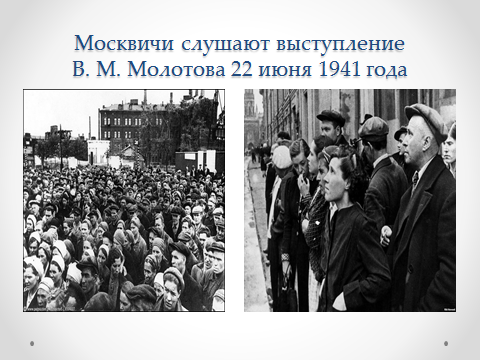 Москвичи слушают выступление
В. М. Молотова 22 июня 1941 года